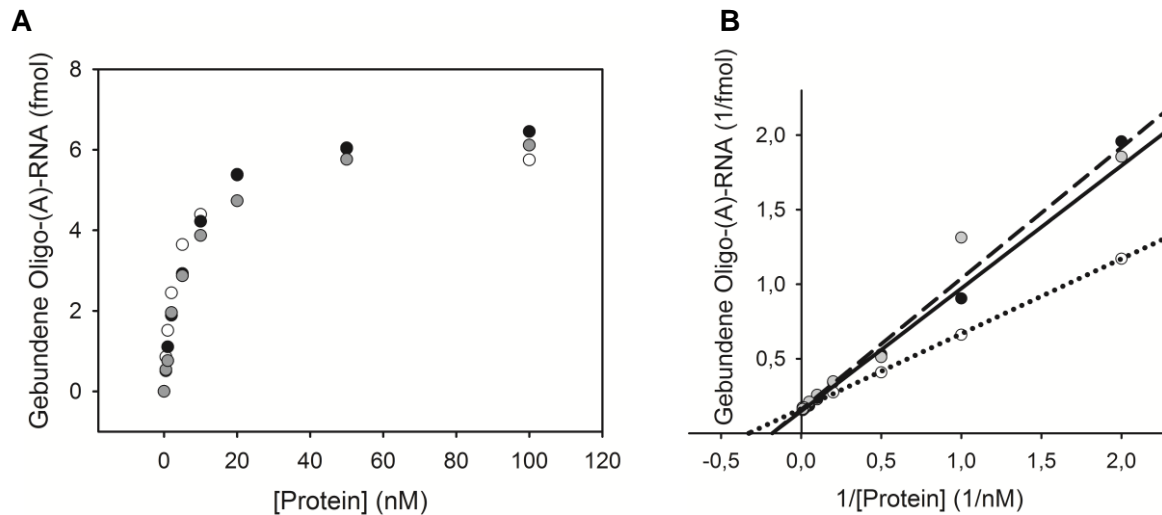 A
Gebundene Oligo-(A)-RNA (fmol)
8
6
4
2
0
0 20 40 60 80 100 120
[Protein] (nM)
B
Gebundene Oligo-(A)-RNA (1/fmol)
2,0
1,5
1,0
0,5
-0,5 0,0 0,5 1,0 1,5 2,0
1/[Protein] (1/nM)